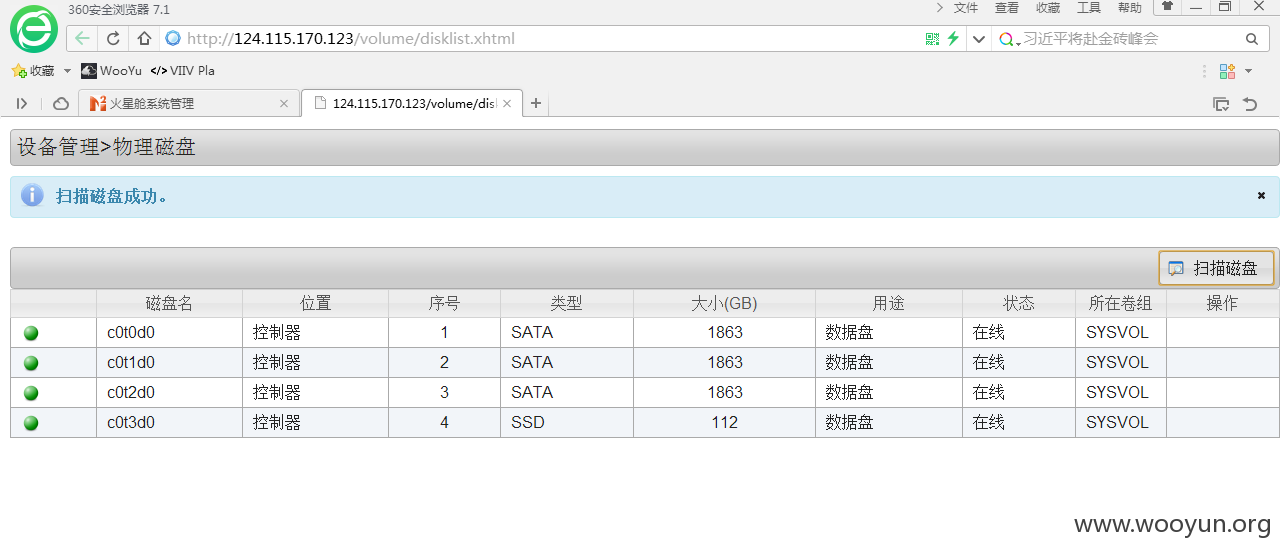 360安全浏览器 7.1
文件 查看 收藏 工具 帮助
http://124.115.170.123/volume/disklist.xhtml
习近平将赴金砖峰会
收藏 WooYu </> VIIV Pla
火星舱系统管理 124.115.170.123/volume/dis
设备管理>物理磁盘
扫描磁盘成功。
扫描磁盘
磁盘名 位置 序号 类型 大小(GB) 用途 状态 所在卷组 操作
c0t0d0 控制器 1 SATA 1863 数据盘 在线 SYSVOL
c0t1d0 控制器 2 SATA 1863 数据盘 在线 SYSVOL
c0t2d0 控制器 3 SATA 1863 数据盘 在线 SYSVOL
c0t3d0 控制器 4 SSD 112 数据盘 在线 SYSVOL
www.wooyun.org